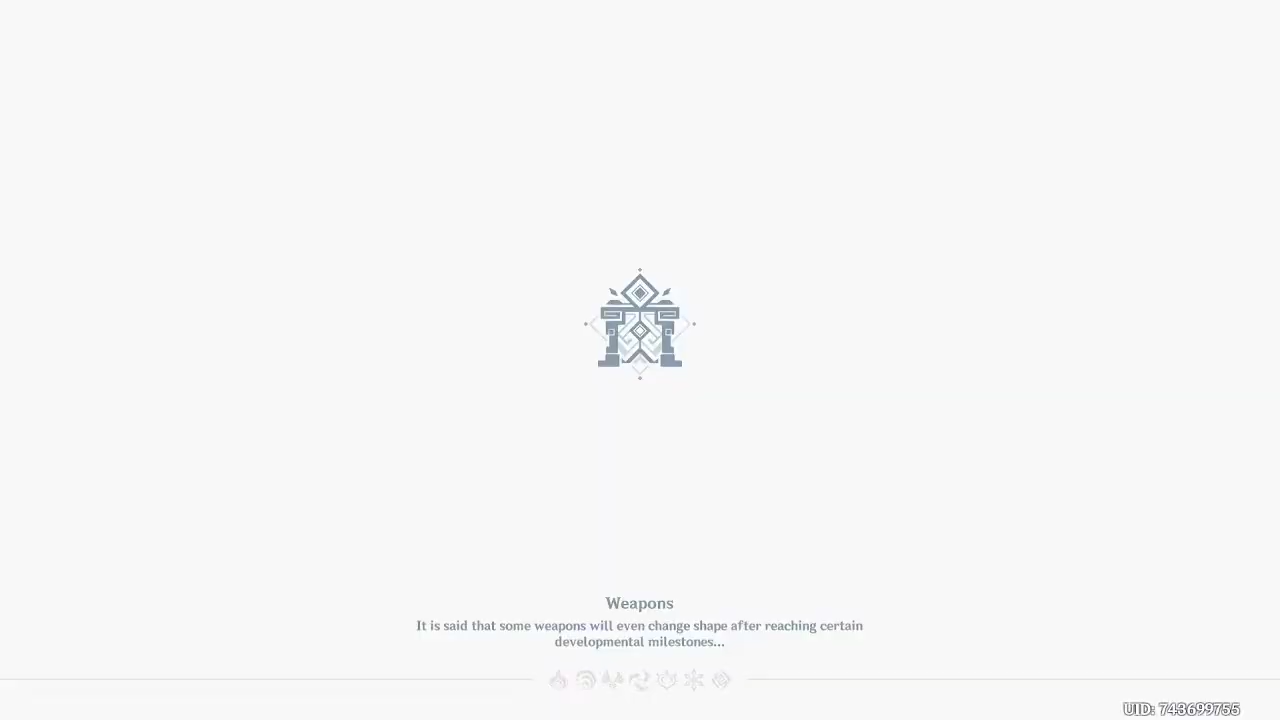 Weapons
It is said that some weapons will even change shape after reaching certain
developmental milestones...
UID: 743699755